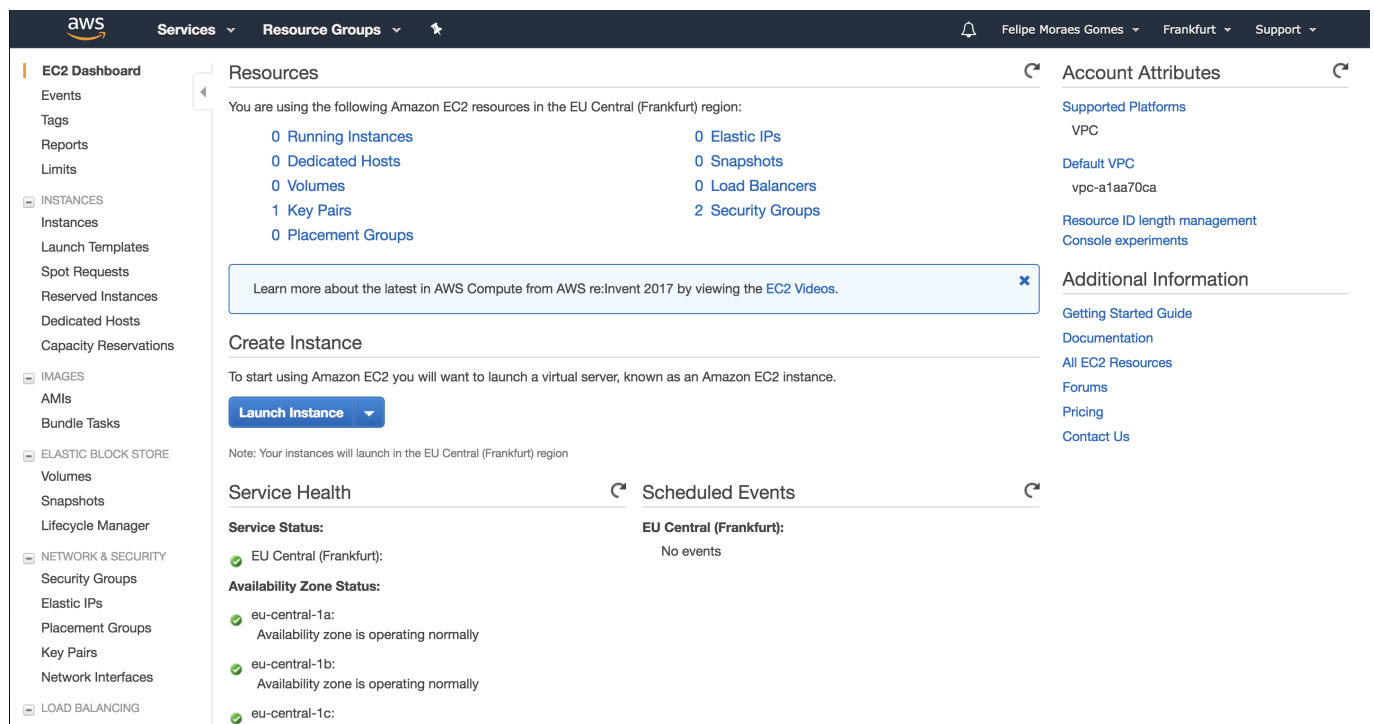 aws
Services
Resource Groups
Felipe Moraes Gomes
Frankfurt
Support
EC2 Dashboard
Events
Tags
Reports
Limits
INSTANCES
Instances
Launch Templates
Spot Requests
Reserved Instances
Dedicated Hosts
Capacity Reservations
IMAGES
AMIs
Bundle Tasks
ELASTIC BLOCK STORE
Volumes
Snapshots
Lifecycle Manager
NETWORK & SECURITY
Security Groups
Elastic IPs
Placement Groups
Key Pairs
Network Interfaces
LOAD BALANCING
Resources
You are using the following Amazon EC2 resources in the EU Central (Frankfurt) region:
0 Running Instances
0 Dedicated Hosts
0 Volumes
1 Key Pairs
0 Placement Groups
0 Elastic IPs
0 Snapshots
0 Load Balancers
2 Security Groups
Learn more about the latest in AWS Compute from AWS re:Invent 2017 by viewing the EC2 Videos.
Create Instance
To start using Amazon EC2 you will want to launch a virtual server, known as an Amazon EC2 instance.
Launch Instance
Note: Your instances will launch in the EU Central (Frankfurt) region
Service Health
Service Status:
EU Central (Frankfurt):
Availability Zone Status:
eu-central-1a:
Availability zone is operating normally
eu-central-1b:
Availability zone is operating normally
eu-central-1c:
Scheduled Events
EU Central (Frankfurt):
No events
Account Attributes
Supported Platforms
VPC
Default VPC
vpc-a1aa70ca
Resource ID length management
Console experiments
Additional Information
Getting Started Guide
Documentation
All EC2 Resources
Forums
Pricing
Contact Us